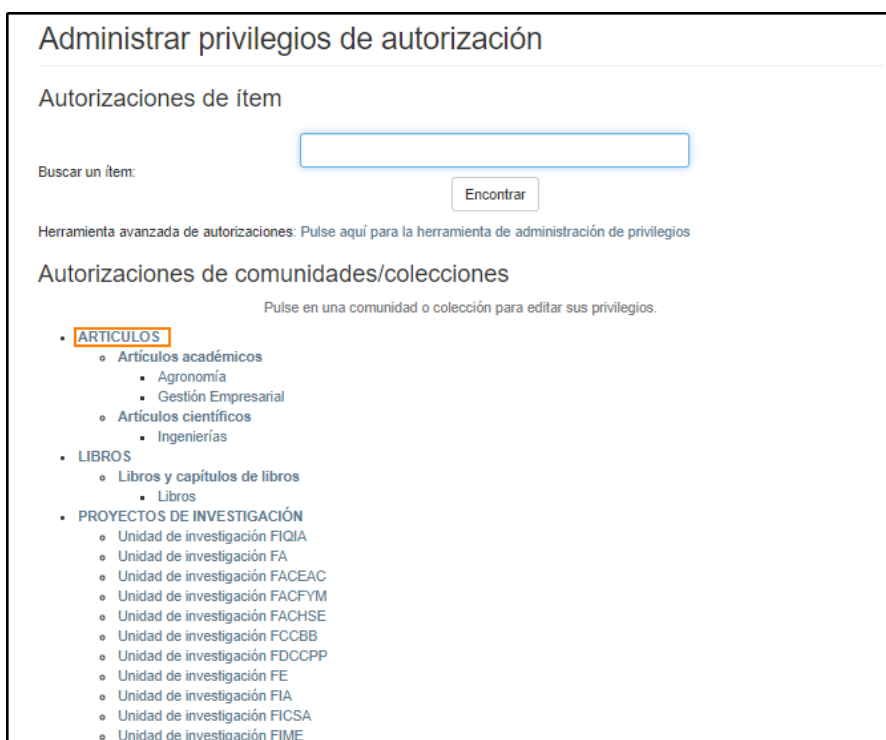 Administrar privilegios de autorización
Autorizaciones de ítem
Buscar un ítem:
Encontrar
Herramienta avanzada de autorizaciones: Pulse aquí para la herramienta de administración de privilegios
Autorizaciones de comunidades/colecciones
Pulse en una comunidad o colección para editar sus privilegios.
ARTICULOS
Artículos académicos
Agronomía
Gestión Empresarial
Artículos científicos
Ingenierías
LIBROS
Libros y capítulos de libros
Libros
PROYECTOS DE INVESTIGACIÓN
Unidad de investigación FIQIA
Unidad de investigación FA
Unidad de investigación FACEAC
Unidad de investigación FACFYM
Unidad de investigación FACHSE
Unidad de investigación FCCBB
Unidad de investigación FDCCPP
Unidad de investigación FE
Unidad de investigación FIA
Unidad de investigación FICSA
Unidad de investigación FIME